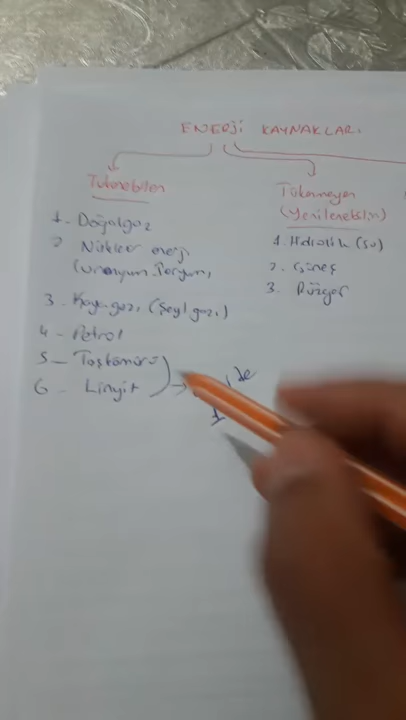 ENERJİ KAYNAKLARI
Tükenebilen
1- Doğalgaz
2 Nükleer enerji
(uranyum, toryum,
3 - Kaya gazı (şeyl gazı)
4 - Petrol
5 - Taşkömürü
6 - Linyit
Tükenmeyen
(Yenilenebilir)
1. Hidrolik (su)
2. Güneş
3. Rüzgar